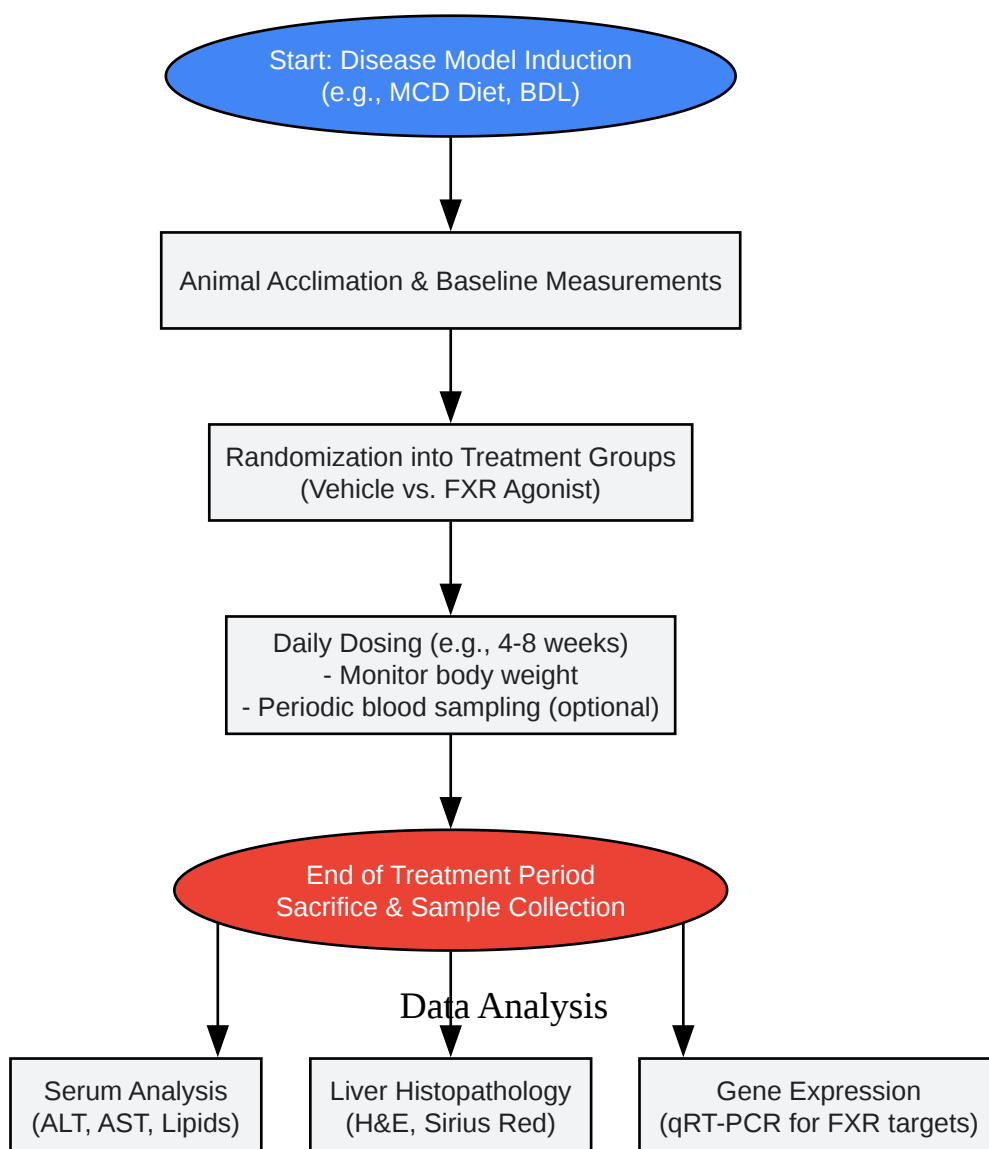 Start: Disease Model Induction
(e.g., MCD Diet, BDL)
Animal Acclimation & Baseline Measurements
Randomization into Treatment Groups
(Vehicle vs. FXR Agonist)
Daily Dosing (e.g., 4-8 weeks)
- Monitor body weight
- Periodic blood sampling (optional)
End of Treatment Period
Sacrifice & Sample Collection
Data Analysis
Serum Analysis
(ALT, AST, Lipids)
Liver Histopathology
(H&E, Sirius Red)
Gene Expression
(qRT-PCR for FXR targets)